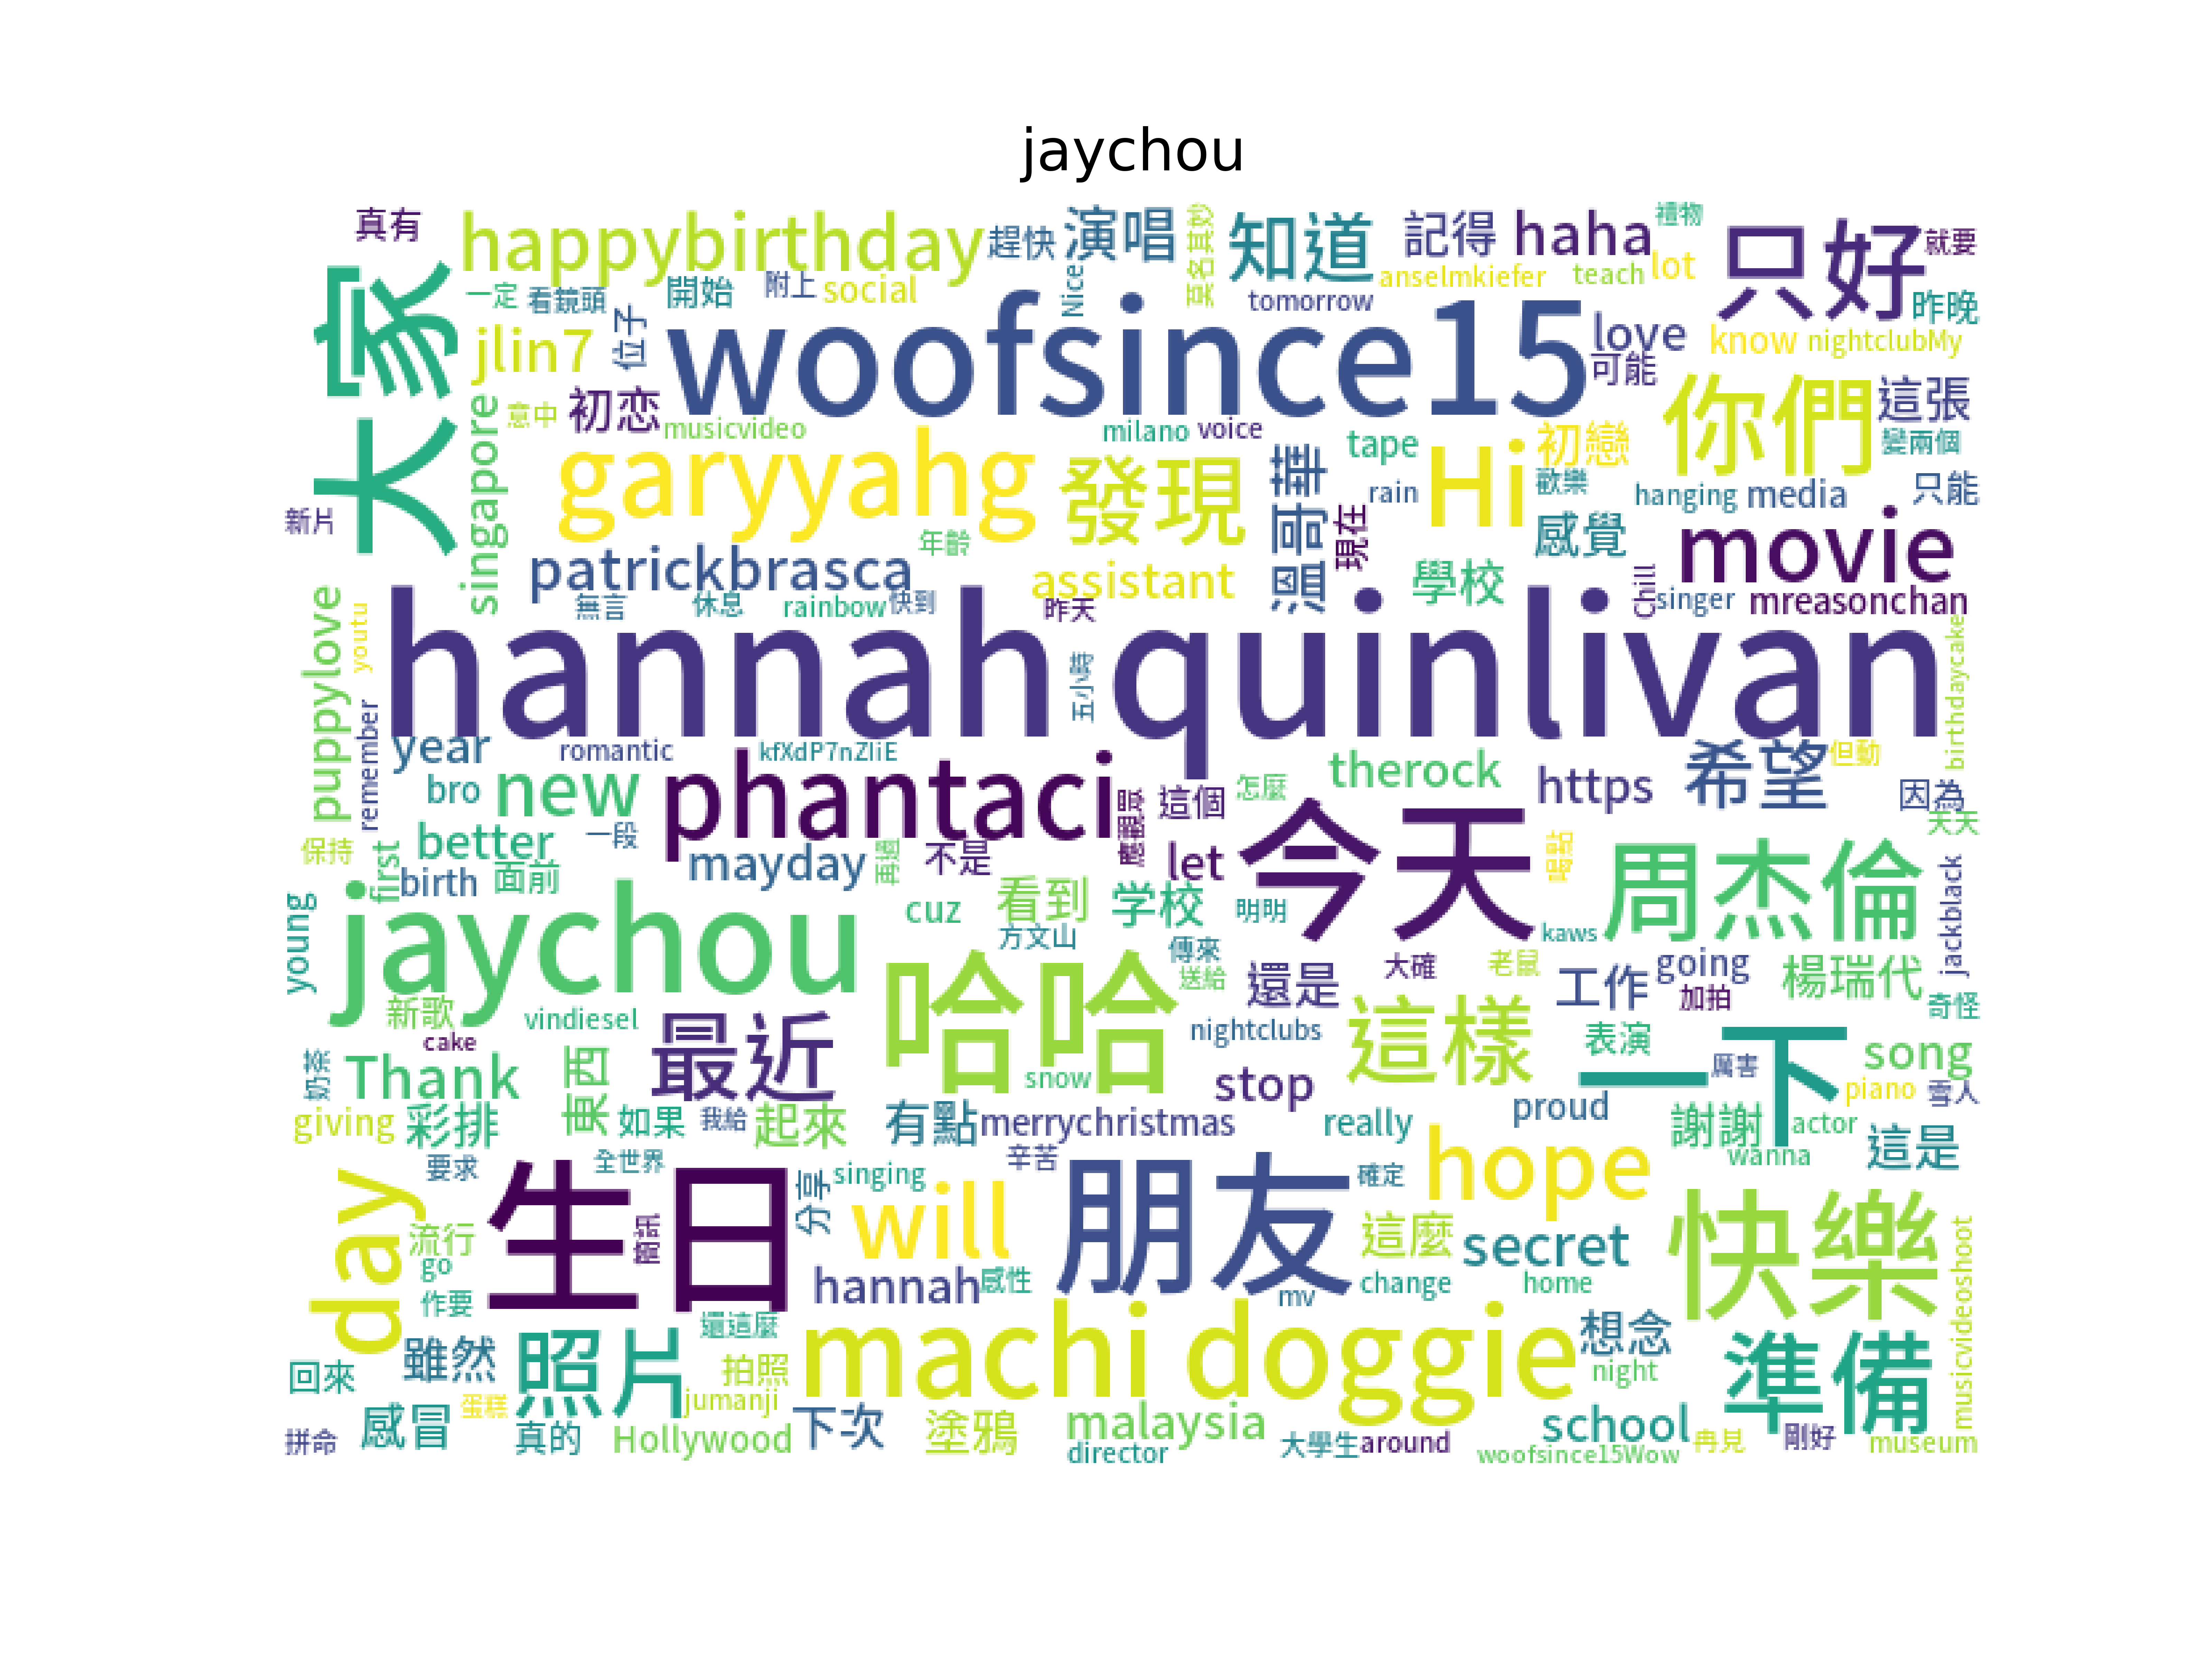 jaychou
真有
happybirthday
趕快
演唱
莫名其妙
知道
記得
haha
禮物
只好
就要
大家
一定
看鏡頭
開始
附上
social
Nice
tomorrow
anselmkiefer
teach
lot
昨晚
jlin7
位子
woofsince15
love
可能
know
nightclubMy
singapore
意中
初恋
musicvideo
milano
voice
溫哥華
tape
Hi
初戀
你們
這張
變兩個
新片
garyyahg
發現
rain
歡樂
hanging
media
只能
年齡
現在
感覺
movie
patrickbrasca
assistant
學校
Chill
puppylove
youtu
無言
休息
rainbow
快到
昨天
singer
mreasonchan
hannah quinlivan
五小時
birthdaycake
remember
year
romantic
kfXdP7nZIiE
therock
https
希望
但動
bro
new
phantaci
應觀眾
這個
怎麼
因為
天天
保持
first
better
一段
mayday
再過
不是
let
今天
喝點
周杰倫
birth
面前
young
jaychou
cuz
看到
方文山
学校
明明
kaws
jackblack
傳來
送給
哈哈
還是
大確
老鼠
工作
going
加拍
楊瑞代
奇怪
新歌
vindiesel
最近
nightclubs
這樣
表演
一下
厲害
song
奶茶
cake
Thank
東西
snow
stop
piano
雪人
giving
彩排
如果
我給
起來
有點
merrychristmas
really
proud
謝謝
actor
這是
要求
全世界
辛苦
wanna
day
生日
分享
singing
朋友
確定
hope
快樂
流行
go
will
這麼
secret
作要
hannah
感性
mv
change
home
musicvideoshoot
回來
雖然
照片
還這麼
拍照
machi doggie
想念
night
準備
蛋糕
jumanji
拼命
感冒
真的
Hollywood
下次
塗鴉
malaysia
director
大學生
around
school
woofsince15Wow
冉見
剛好
museum